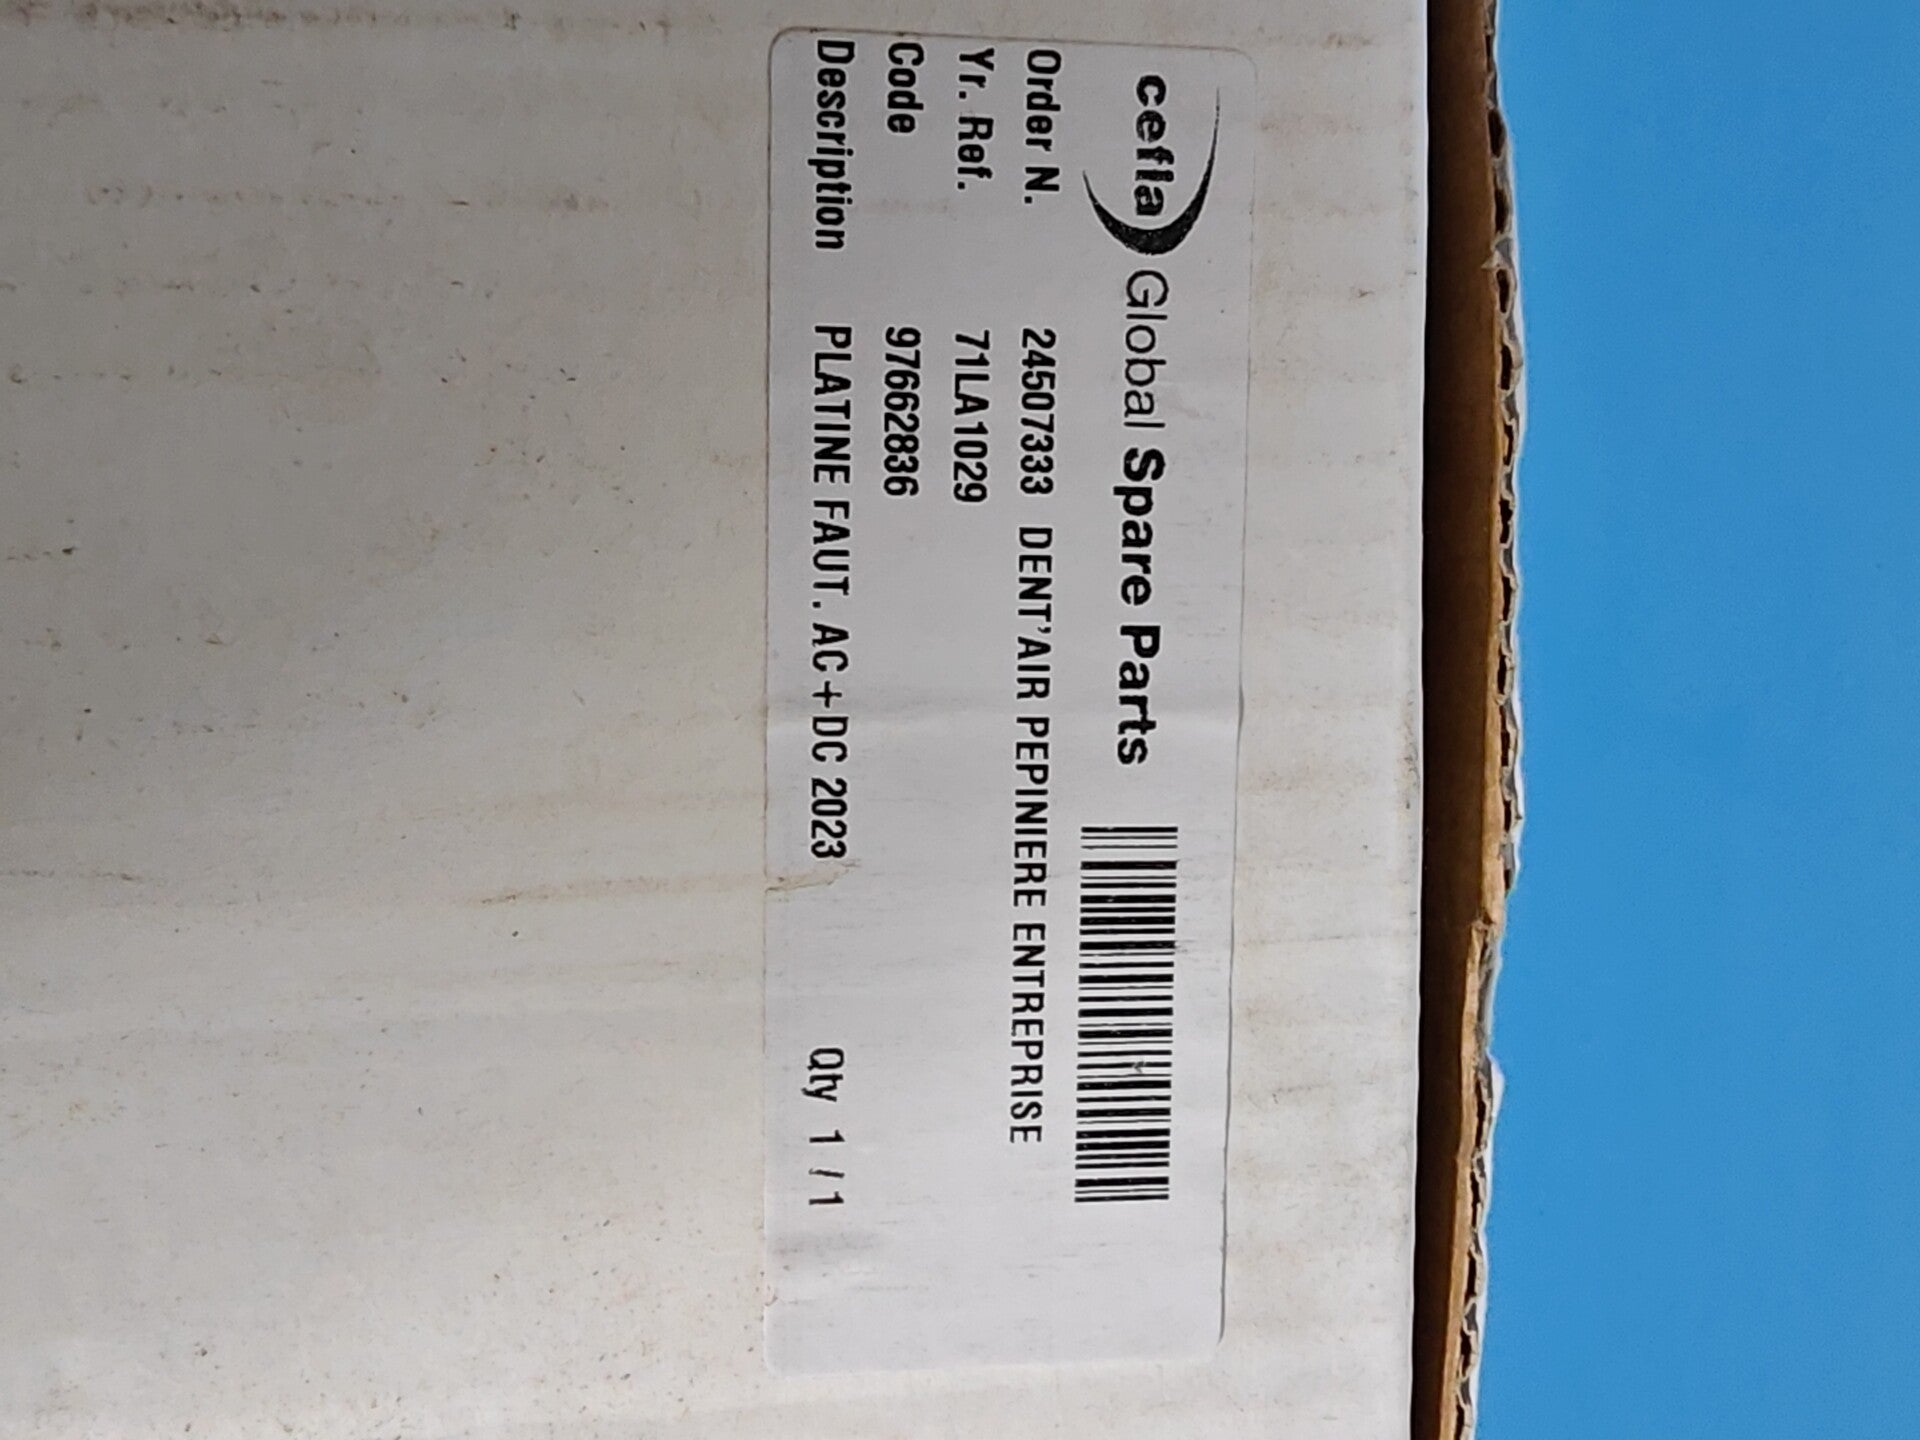 cefla Global Spare Parts
Order N. 24507333 DENT'AIR PEPINIERE ENTREPRISE
Yr. Ref. 71LA1029
Code 97662836
Description PLATINE FAUT. AC+DC 2023 Qty 1 / 1